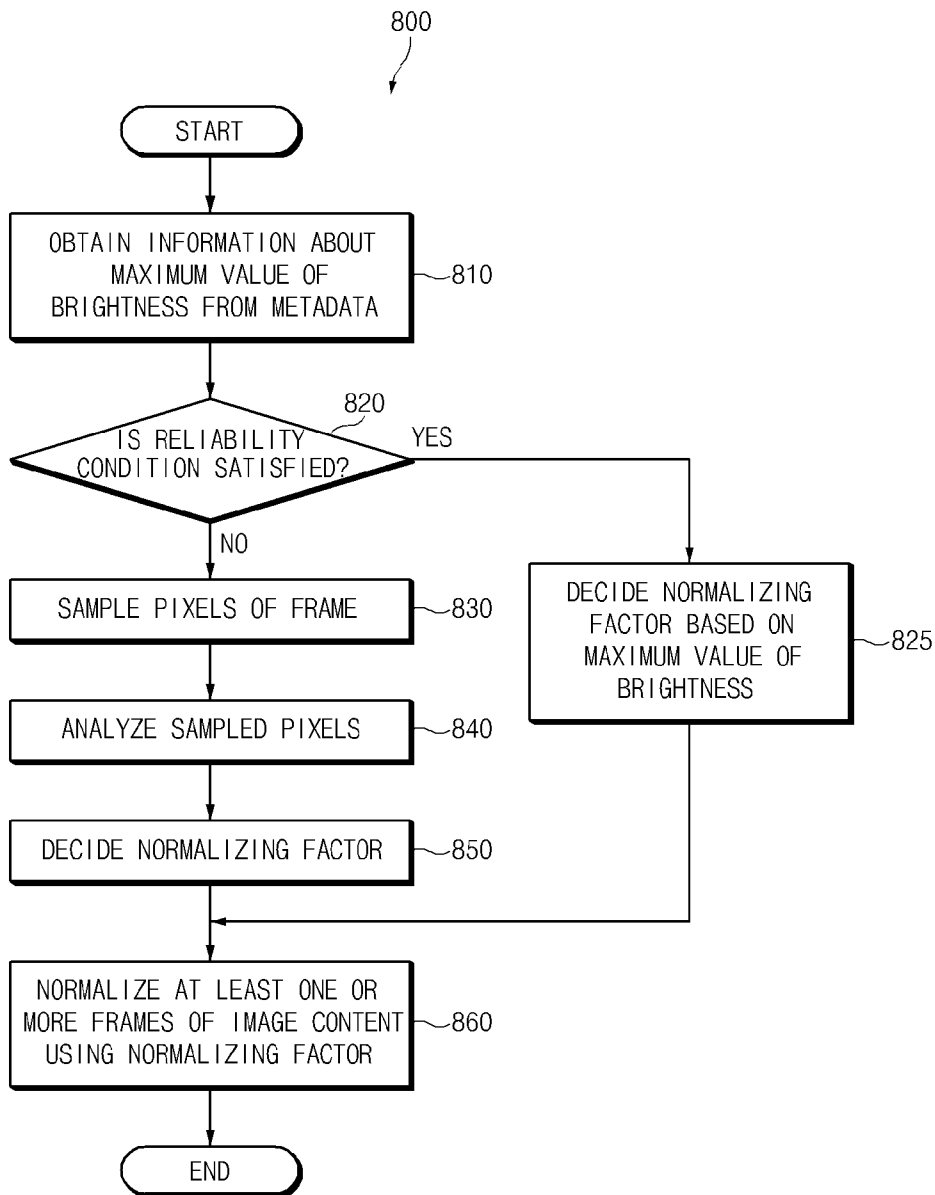 800
START
OBTAIN INFORMATION ABOUT
MAXIMUM VALUE OF
BRIGHTNESS FROM METADATA
810
820
IS RELIABILITY
CONDITION SATISFIED?
YES
NO
SAMPLE PIXELS OF FRAME
830
DECIDE NORMALIZING
FACTOR BASED ON
MAXIMUM VALUE OF
BRIGHTNESS
825
ANALYZE SAMPLED PIXELS
840
DECIDE NORMALIZING FACTOR
850
NORMALIZE AT LEAST ONE OR
MORE FRAMES OF IMAGE CONTENT
USING NORMALIZING FACTOR
860
END